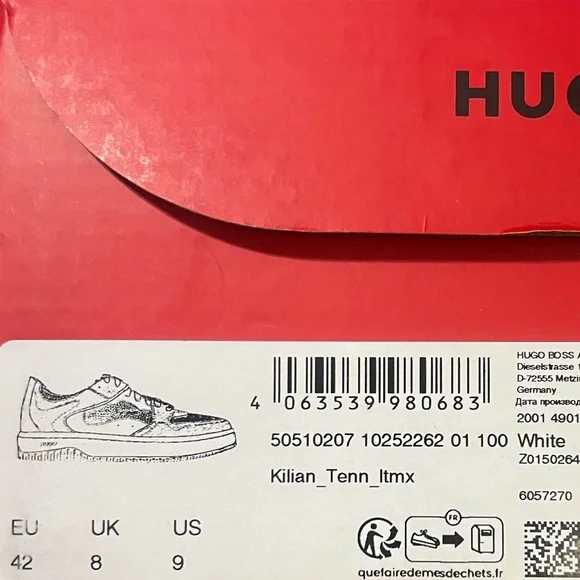 HUG
HUGO BOSS A
Dieselstrasse 1
D-72555 Metzin
Germany
Дата производ
4 063539 980683
2001 4901
50510207 10252262 01 100 White
Z0150264
Kilian_Tenn_ltmx
6057270
EU UK US
42 8 9
FR
quefairedemesdechets.fr